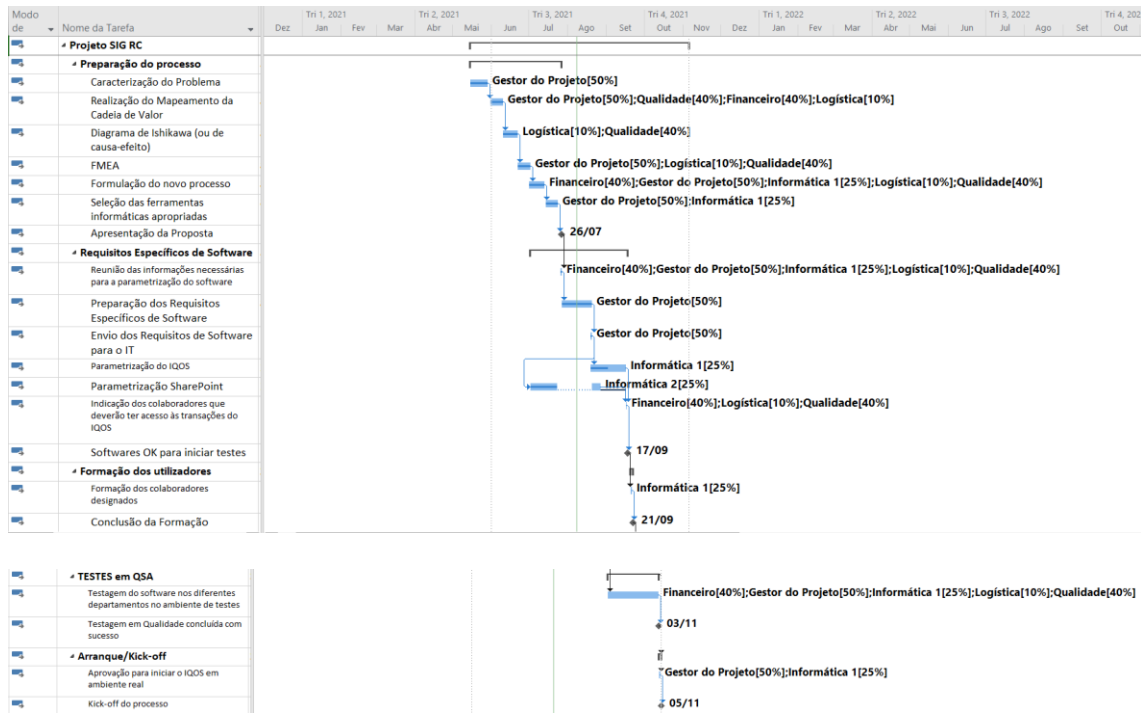 Modo
de
Nome da Tarefa
Tri 1, 2021
Tri 2, 2021
Tri 3, 2021
Tri 4, 2021
Tri 1, 2022
Tri 2, 2022
Tri 3, 2022
Tri 4, 202
Dez Jan Fev Mar Abr Mai Jun Jul Ago Set Out Nov Dez Jan Fev Mar Abr Mai Jun Jul Ago Set Out
Projeto SIG RC
Preparação do processo
Caracterização do Problema
Gestor do Projeto[50%]
Realização do Mapeamento da
Cadeia de Valor
Gestor do Projeto[50%];Qualidade[40%];Financeiro[40%];Logística[10%]
Diagrama de Ishikawa (ou de
causa-efeito)
Logística[10%];Qualidade[40%]
FMEA
Gestor do Projeto[50%];Logística[10%];Qualidade[40%]
Formulação do novo processo
Financeiro[40%];Gestor do Projeto[50%];Informática 1[25%];Logística[10%];Qualidade[40%]
Seleção das ferramentas
informáticas apropriadas
Gestor do Projeto[50%];Informática 1[25%]
Apresentação da Proposta
26/07
Requisitos Específicos de Software
Reunião das informações necessárias
para a parametrização do software
Financeiro[40%];Gestor do Projeto[50%];Informática 1[25%];Logística[10%];Qualidade[40%]
Preparação dos Requisitos
Específicos de Software
Gestor do Projeto[50%]
Envio dos Requisitos de Software
para o IT
Gestor do Projeto[50%]
Parametrização do IQOS
Informática 1[25%]
Parametrização SharePoint
Informática 2[25%]
Indicação dos colaboradores que
deverão ter acesso às transações do
IQOS
Financeiro[40%];Logística[10%];Qualidade[40%]
Softwares OK para iniciar testes
17/09
Formação dos utilizadores
Formação dos colaboradores
designados
Informática 1[25%]
Conclusão da Formação
21/09
TESTES em QSA
Testagem do software nos diferentes
departamentos no ambiente de testes
Financeiro[40%];Gestor do Projeto[50%];Informática 1[25%];Logística[10%];Qualidade[40%]
Testagem em Qualidade concluída com
sucesso
03/11
Arranque/Kick-off
Aprovação para iniciar o IQOS em
ambiente real
Gestor do Projeto[50%];Informática 1[25%]
Kick-off do processo
05/11